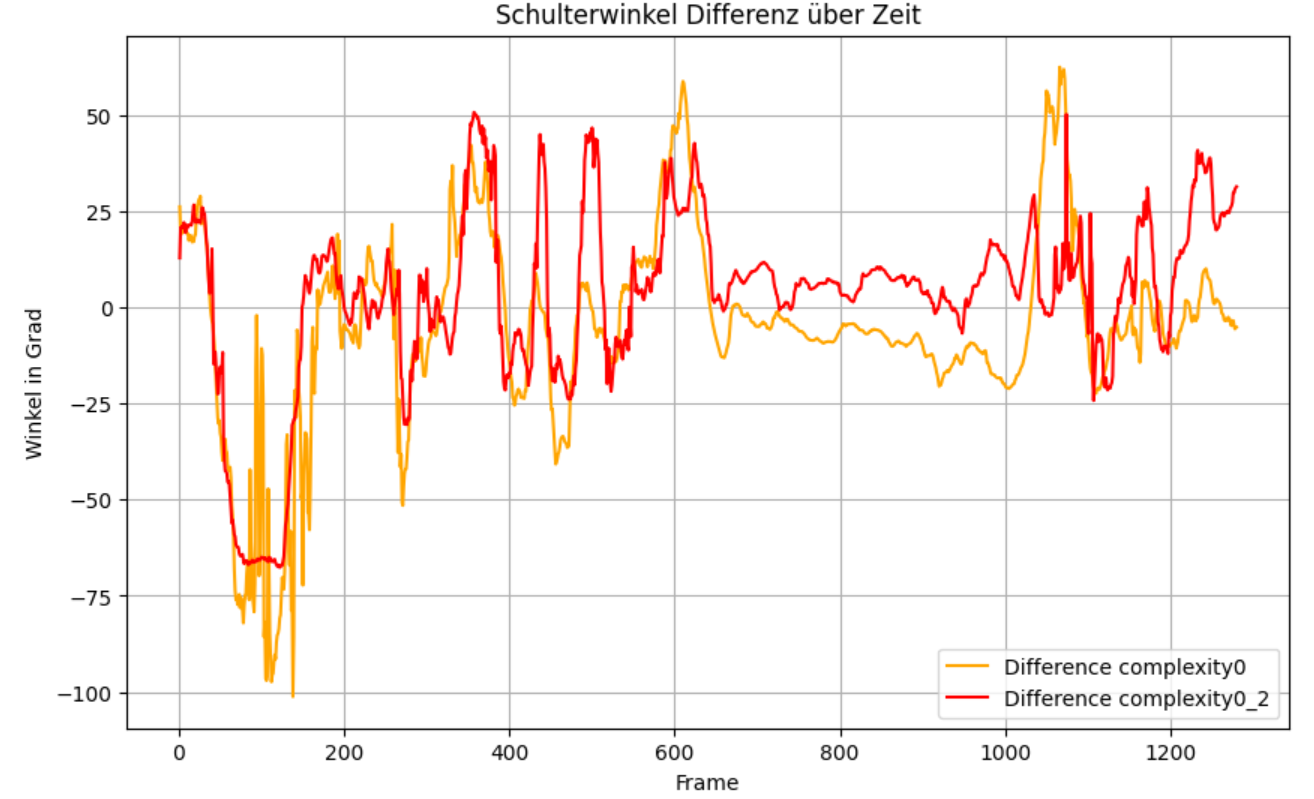 Schulterwinkel Differenz über Zeit
Winkel in Grad
50
25
0
−25
−50
−75
−100
0 200 400 600 800 1000 1200
Frame
Difference complexity0
Difference complexity0_2